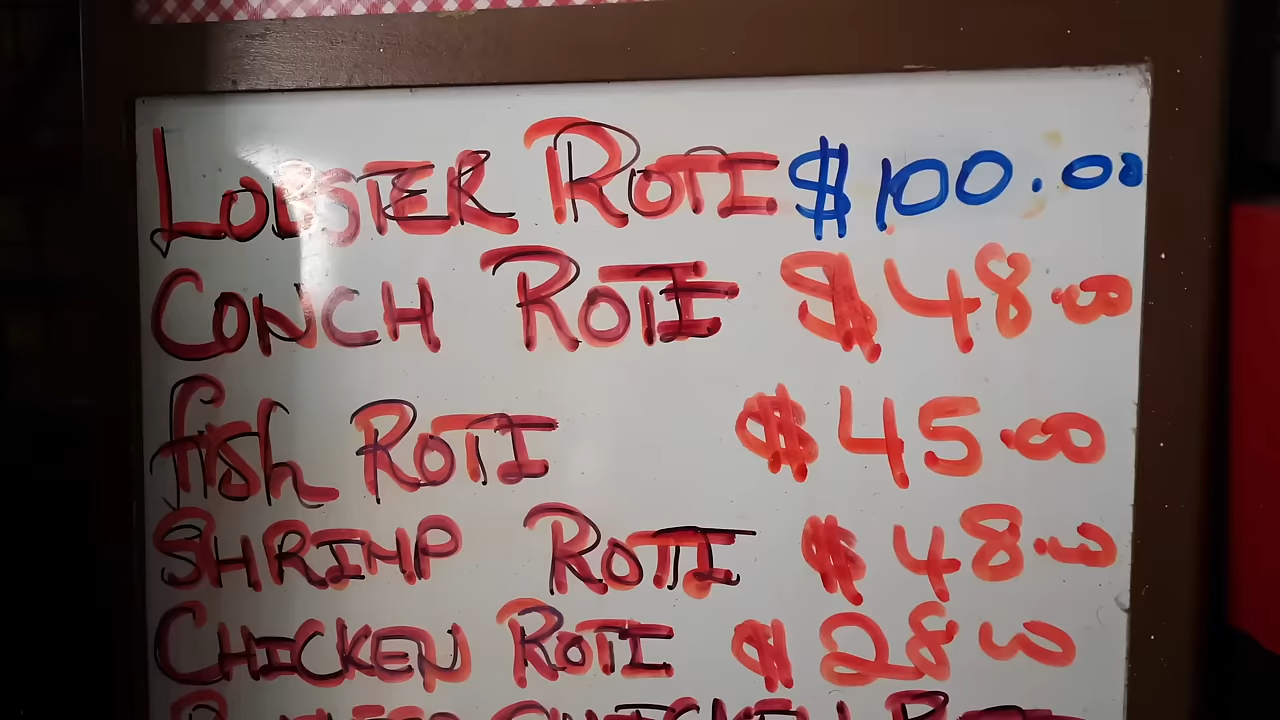 LOBSTER ROTI $100.00
CONCH ROTI $48.00
fish ROTI $45.00
SHRIMP ROTI $48.00
CHICKEN ROTI $28.00
CHICKEN